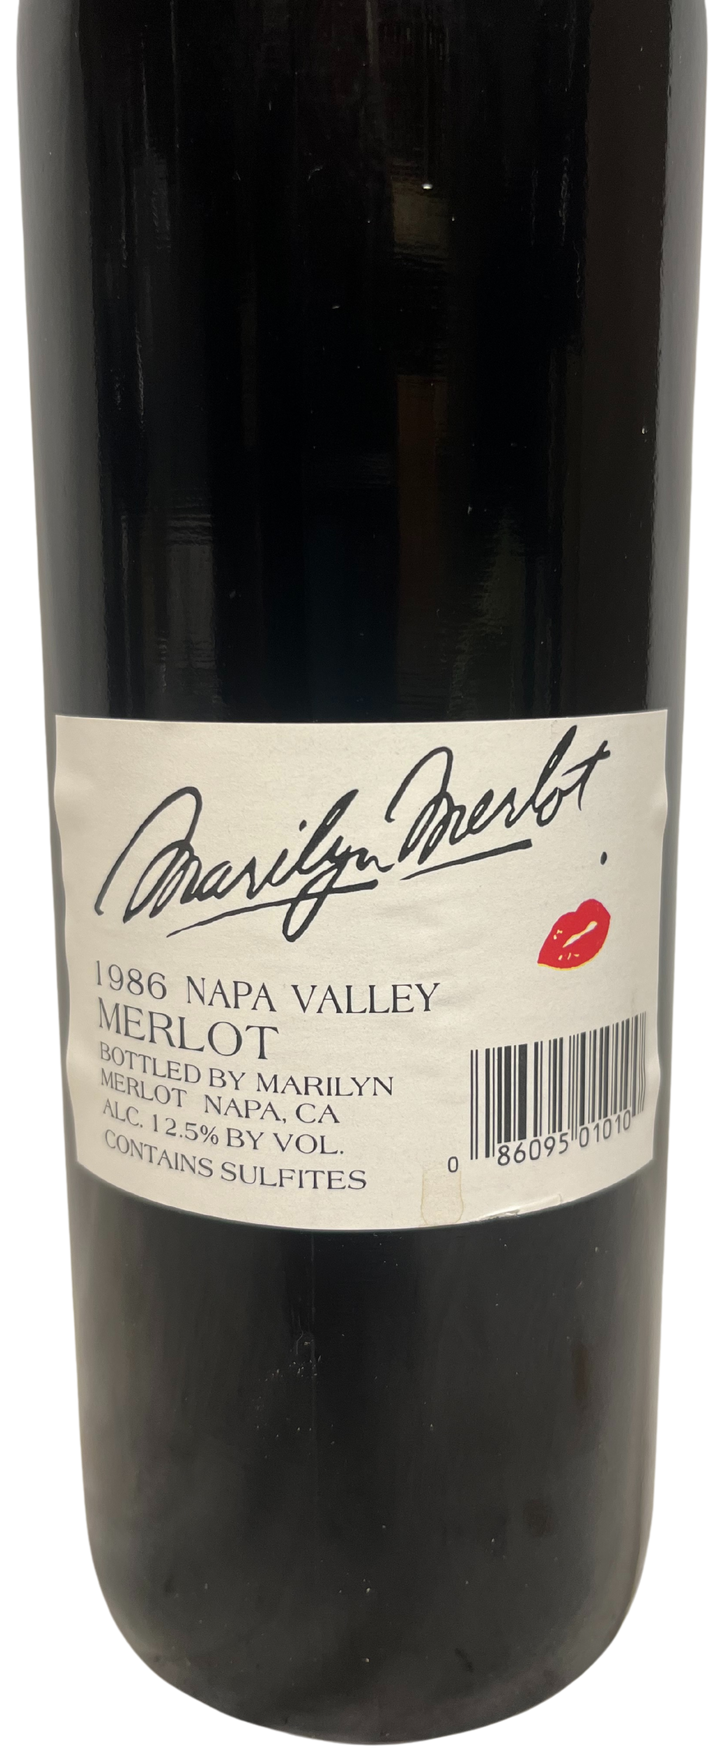 Marilyn Merlot
1986 NAPA VALLEY
MERLOT
BOTTLED BY MARILYN
MERLOT NAPA, CA
ALC. 12.5% BY VOL.
CONTAINS SULFITES
0 86095 01010